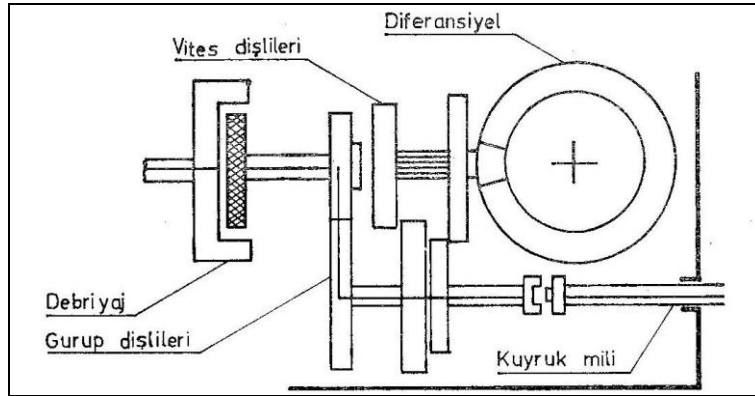 Diferansiyel
Vites dişlileri
Debriyaj
Gurup dişlileri
Kuyruk mili